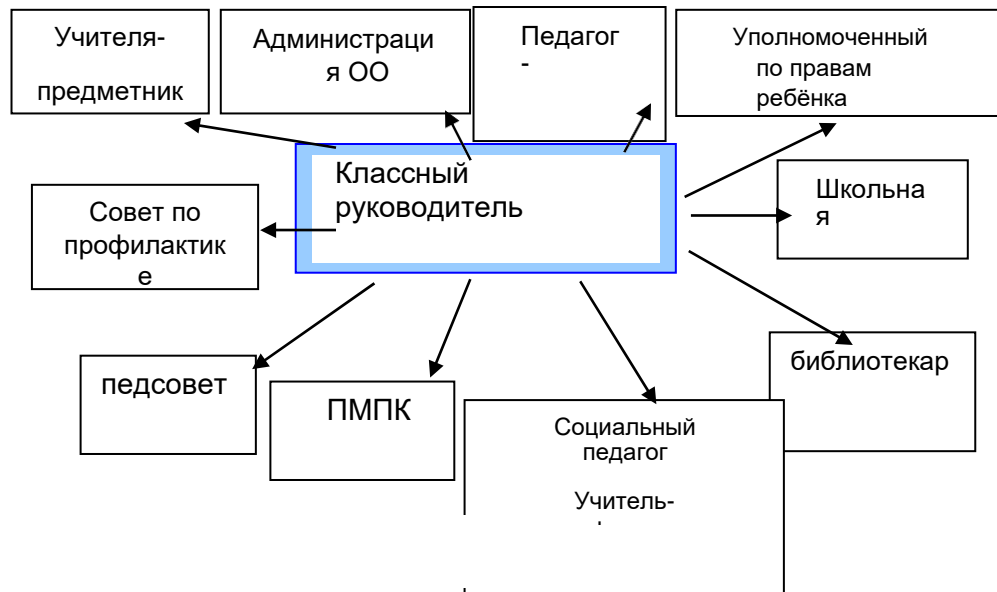 Учителя-
предметник
Администраци
я ОО
Педагог
-
Уполномоченный
по правам
ребёнка
Классный
руководитель
Школьна
я
Совет по
профилактик
е
педсовет
ПМПК
Социальный
педагог
Учитель-
библиотекар